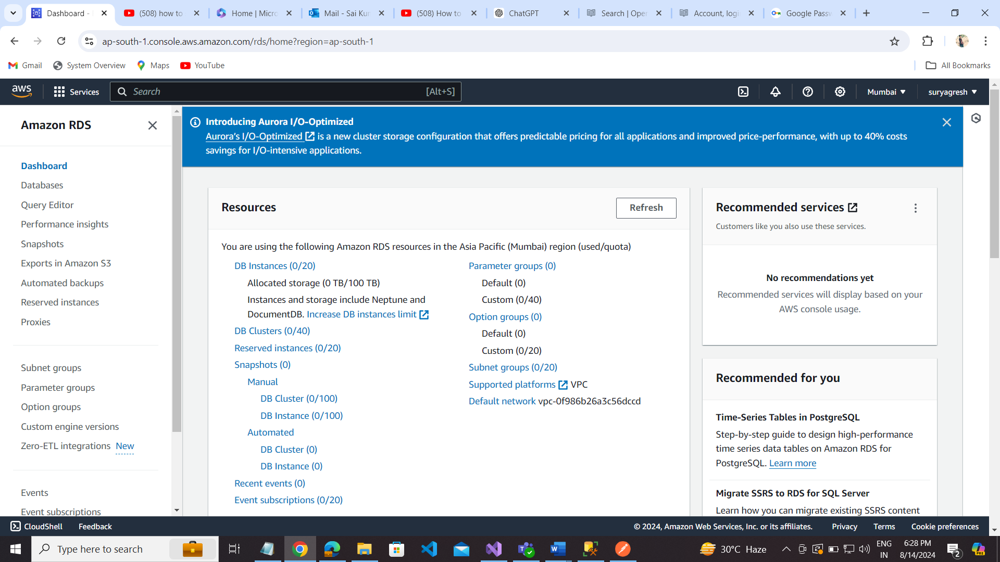 Dashboard -
(508) how to
Home | Micro
Mail - Sai Kur
(508) How to
ChatGPT
Search | Oper
Account, logi
Google Passw
ap-south-1.console.aws.amazon.com/rds/home?region=ap-south-1
Gmail
System Overview
Maps
YouTube
All Bookmarks
aws
Services
Search
[Alt+S]
Mumbai
suryagresh
Amazon RDS
Dashboard
Databases
Query Editor
Performance insights
Snapshots
Exports in Amazon S3
Automated backups
Reserved instances
Proxies
Subnet groups
Parameter groups
Option groups
Custom engine versions
Zero-ETL integrations New
Events
Event subscriptions
Introducing Aurora I/O-Optimized
Aurora's I/O-Optimized is a new cluster storage configuration that offers predictable pricing for all applications and improved price-performance, with up to 40% costs
savings for I/O-intensive applications.
Resources
Refresh
You are using the following Amazon RDS resources in the Asia Pacific (Mumbai) region (used/quota)
DB Instances (0/20)
Allocated storage (0 TB/100 TB)
Instances and storage include Neptune and
DocumentDB. Increase DB instances limit
DB Clusters (0/40)
Reserved instances (0/20)
Snapshots (0)
Manual
DB Cluster (0/100)
DB Instance (0/100)
Automated
DB Cluster (0)
DB Instance (0)
Recent events (0)
Event subscriptions (0/20)
Parameter groups (0)
Default (0)
Custom (0/40)
Option groups (0)
Default (0)
Custom (0/20)
Subnet groups (0/20)
Supported platforms VPC
Default network vpc-0f986b26a3c56dccd
Recommended services
Customers like you also use these services.
No recommendations yet
Recommended services will display based on your
AWS console usage.
Recommended for you
Time-Series Tables in PostgreSQL
Step-by-step guide to design high-performance
time series data tables on Amazon RDS for
PostgreSQL. Learn more
Migrate SSRS to RDS for SQL Server
Learn how you can migrate existing SSRS content
CloudShell
Feedback
© 2024, Amazon Web Services, Inc. or its affiliates.
Privacy
Terms
Cookie preferences
Type here to search
30°C Haze
ENG
IN
6:28 PM
8/14/2024
2
PRE